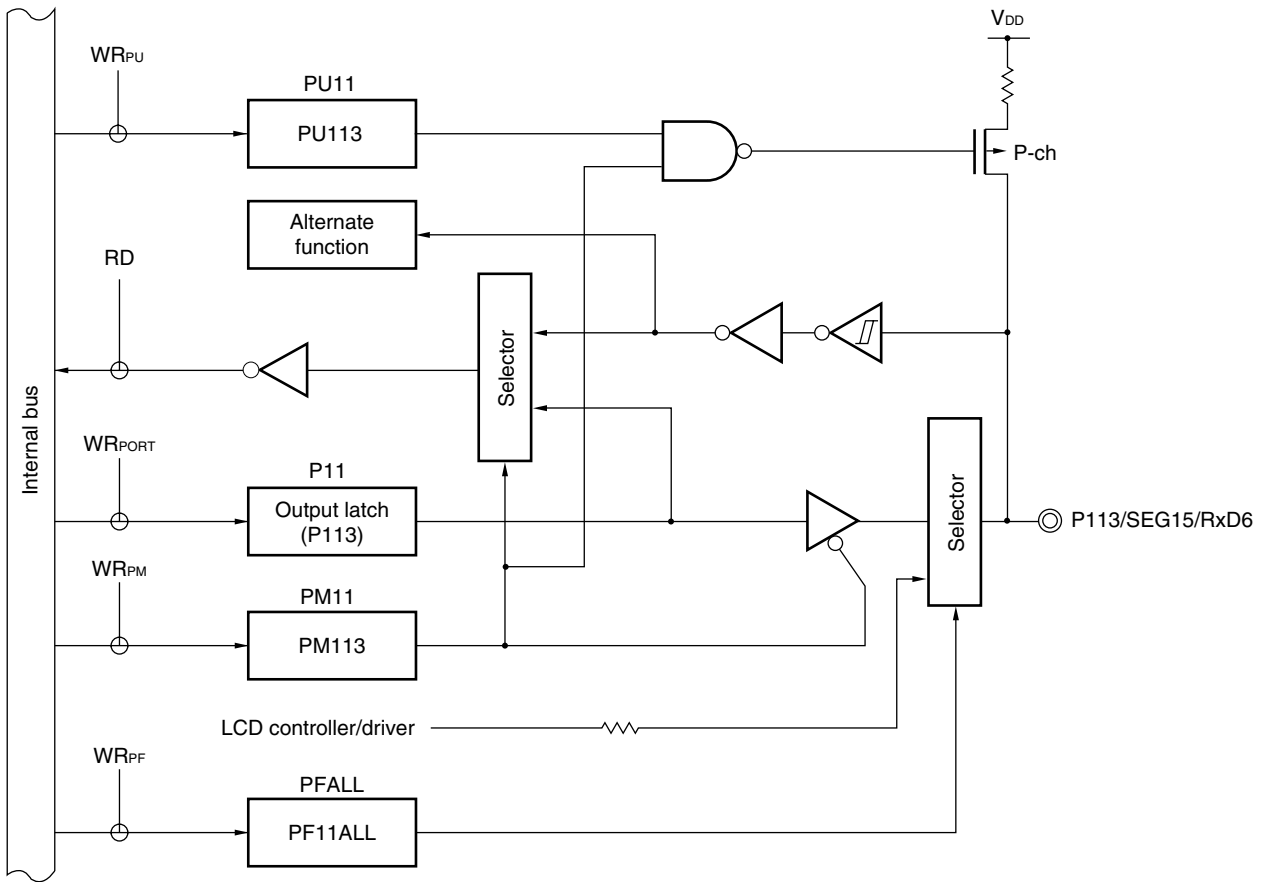 VDD
WRPU
PU11
PU113
P-ch
Alternate
function
RD
Selector
Internal bus
WRPORT
P11
Output latch
(P113)
Selector
P113/SEG15/RxD6
WRPM
PM11
PM113
LCD controller/driver
WRPF
PFALL
PF11ALL